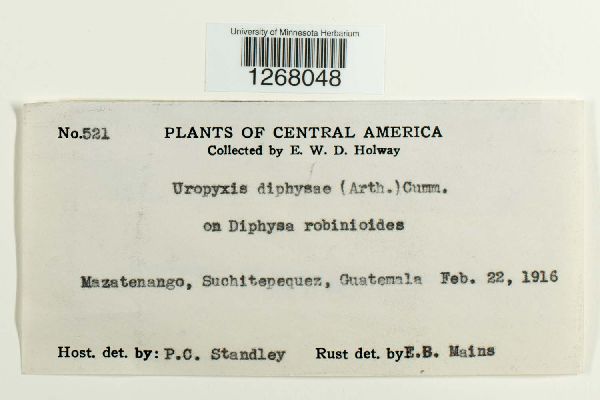 University of Minnesota Herbarium
1268048
No.521 PLANTS OF CENTRAL AMERICA
Collected by E. W. D. Holway
Uropyxis diphysae (Arth.)Cumm.
on Diphysa robinioides
Mazatenango, Suchitepequez, Guatemala Feb. 22, 1916
Host. det. by: P.C. Standley Rust det. by E.B. Mains